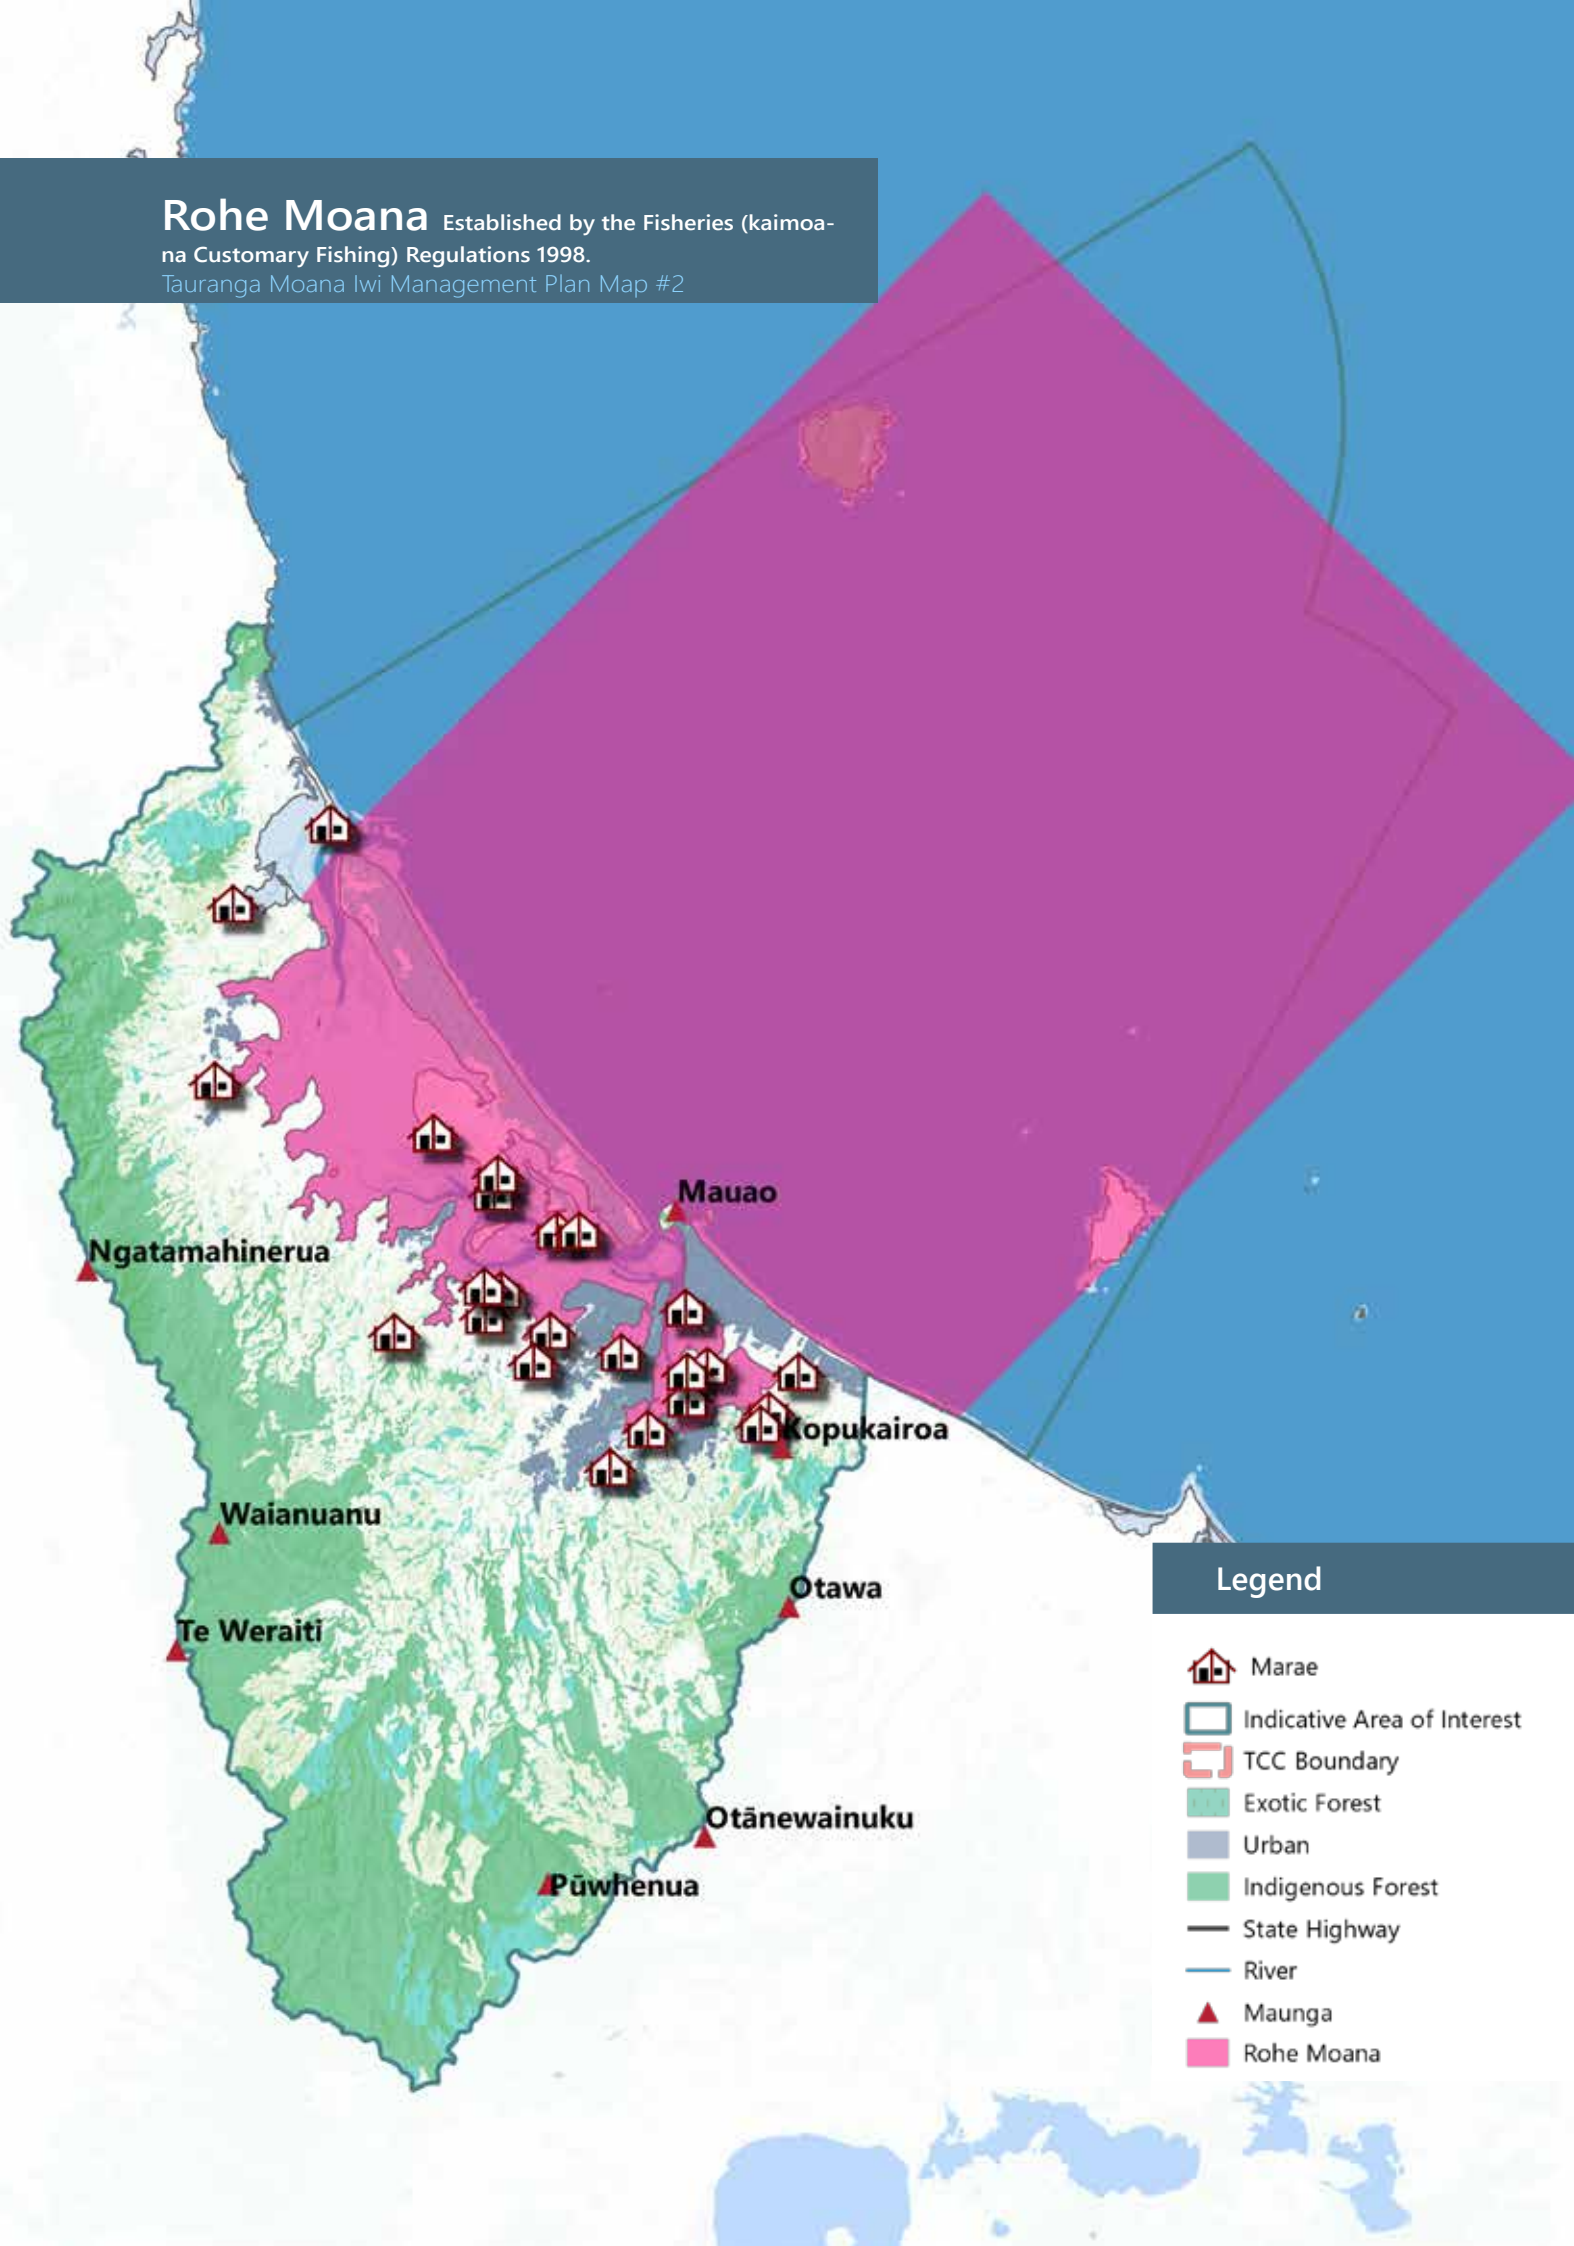 Rohe Moana Established by the Fisheries (kaimoa-
na Customary Fishing) Regulations 1998.
Tauranga Moana Iwi Management Plan Map #2
Mauao
Ngatamahinerua
Kopukairoa
Waianuanu
Otawa
Te Weraiti
Otānewainuku
Pūwhenua
Legend
Marae
Indicative Area of Interest
TCC Boundary
Exotic Forest
Urban
Indigenous Forest
State Highway
River
Maunga
Rohe Moana